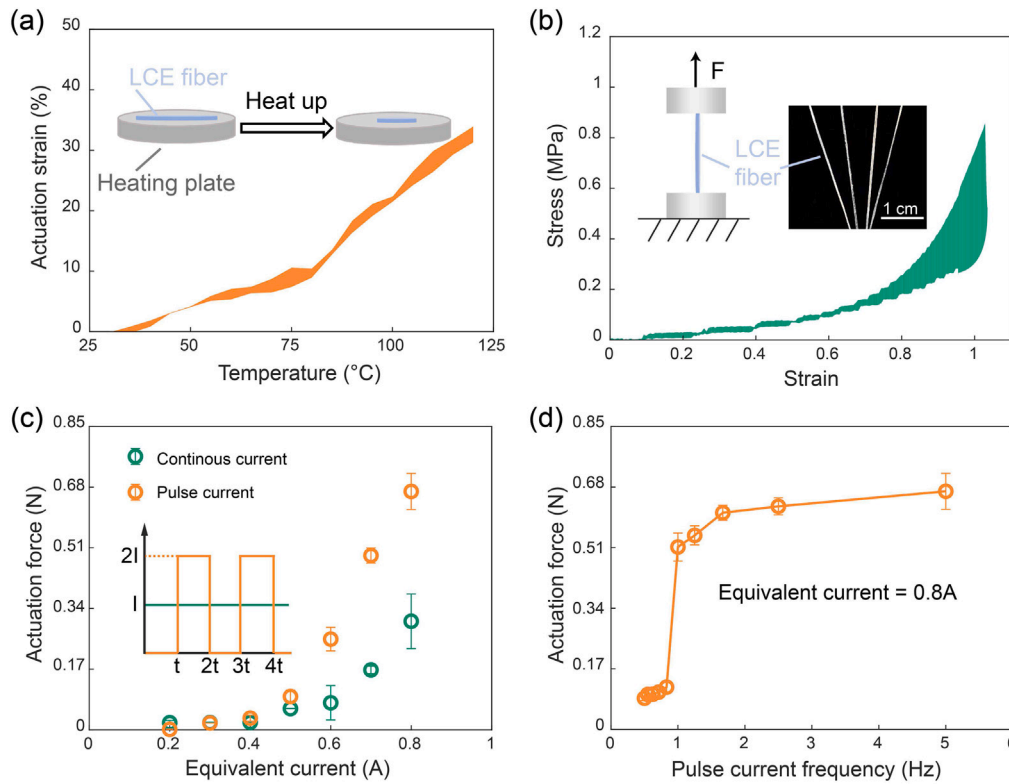 (a)
50
40
30
20
10
0
25
50
75
100
125
Actuation strain (%)
Temperature (°C)
LCE fiber
Heat up
Heating plate
(b)
1.2
1
0.8
0.6
0.4
0.2
0
0
0.2
0.4
0.6
0.8
1
Stress (MPa)
Strain
F
LCE
fiber
1 cm
(c)
0.85
0.68
0.51
0.34
0.17
0
0
0.2
0.4
0.6
0.8
1
Actuation force (N)
Equivalent current (A)
Continous current
Pulse current
2I
I
t
2t
3t
4t
(d)
0.85
0.68
0.51
0.34
0.17
0
0
1
2
3
4
5
Actuation force (N)
Pulse current frequency (Hz)
Equivalent current = 0.8A